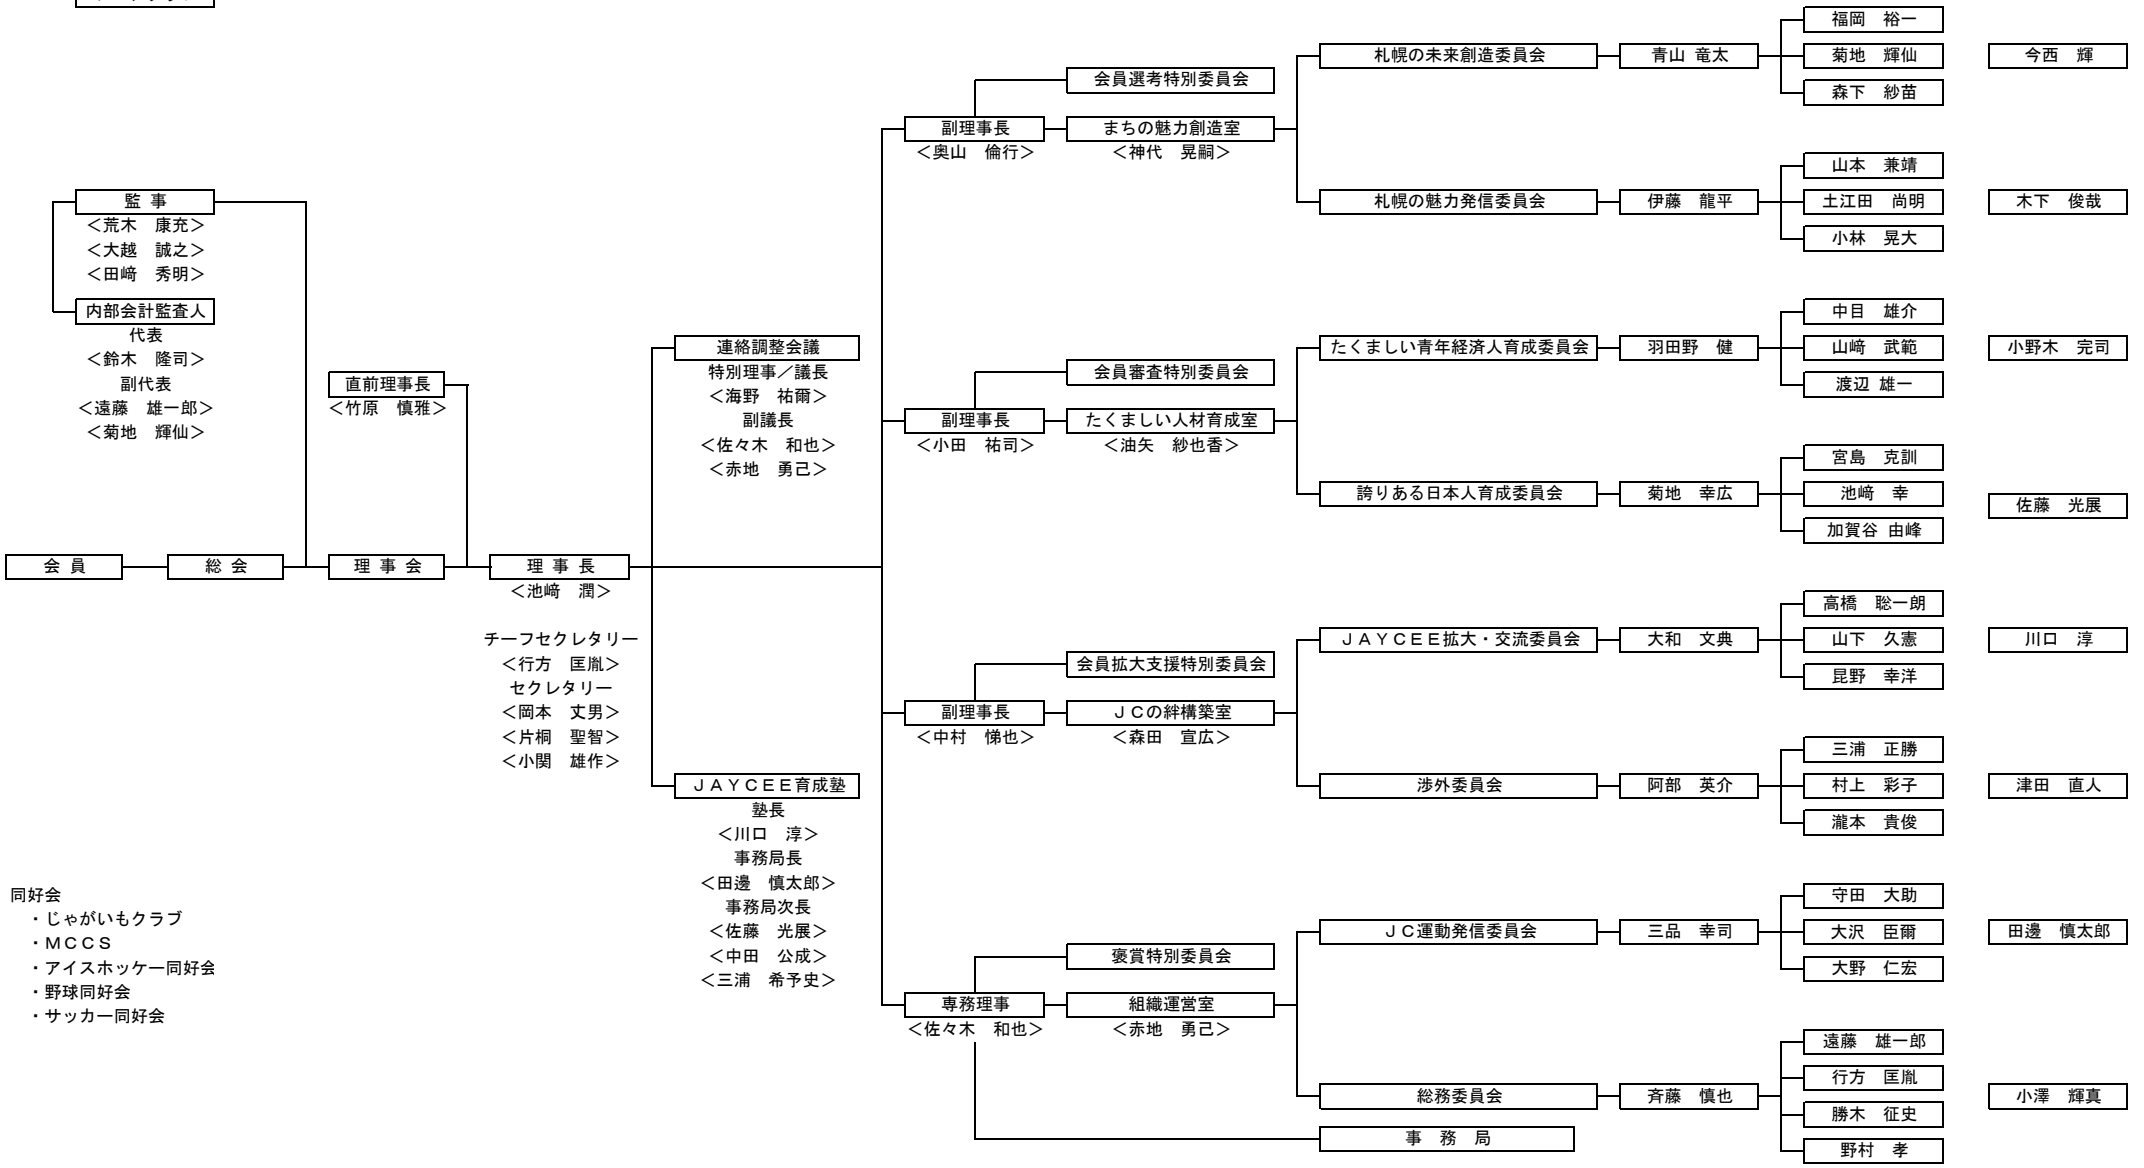 監 事
＜荒木　康充＞
＜大越　誠之＞
＜田﨑　秀明＞
内部会計監査人
代表
＜鈴木　隆司＞
副代表
＜遠藤　雄一郎＞
＜菊地　輝仙＞
会 員
総 会
理 事 会
直前理事長
＜竹原　慎雅＞
理 事 長
＜池﨑　潤＞
チーフセクレタリー
＜行方　匡胤＞
セクレタリー
＜岡本　丈男＞
＜片桐　聖智＞
＜小関　雄作＞
連絡調整会議
特別理事／議長
＜海野　祐爾＞
副議長
＜佐々木　和也＞
＜赤地　勇己＞
ＪＡＹＣＥＥ育成塾
塾長
＜川口　淳＞
事務局長
＜田邊　慎太郎＞
事務局次長
＜佐藤　光展＞
＜中田　公成＞
＜三浦　希予史＞
副理事長
＜奥山　倫行＞
会員選考特別委員会
まちの魅力創造室
＜神代　晃嗣＞
札幌の未来創造委員会
青山 竜太
福岡　裕一
菊地　輝仙
森下　紗苗
今西　輝
札幌の魅力発信委員会
伊藤　龍平
山本　兼靖
土江田　尚明
小林　晃大
木下　俊哉
副理事長
＜小田　祐司＞
会員審査特別委員会
たくましい人材育成室
＜油矢　紗也香＞
たくましい青年経済人育成委員会
羽田野　健
中目　雄介
山﨑　武範
渡辺 雄一
小野木　完司
誇りある日本人育成委員会
菊地　幸広
宮島　克訓
池﨑　幸
加賀谷 由峰
佐藤　光展
副理事長
＜中村　悌也＞
会員拡大支援特別委員会
ＪＣの絆構築室
＜森田　宣広＞
ＪＡＹＣＥＥ拡大・交流委員会
大和　文典
高橋　聡一朗
山下　久憲
昆野　幸洋
川口　淳
渉外委員会
阿部　英介
三浦　正勝
村上　彩子
瀧本　貴俊
津田　直人
専務理事
＜佐々木　和也＞
褒賞特別委員会
組織運営室
＜赤地　勇己＞
ＪＣ運動発信委員会
三品　幸司
守田　大助
大沢　臣爾
大野　仁宏
田邊　慎太郎
総務委員会
斉藤　慎也
遠藤　雄一郎
行方　匡胤
勝木　征史
野村　孝
小澤　輝真
事　務　局
同好会
・じゃがいもクラブ
・ＭＣＣＳ
・アイスホッケー同好会
・野球同好会
・サッカー同好会